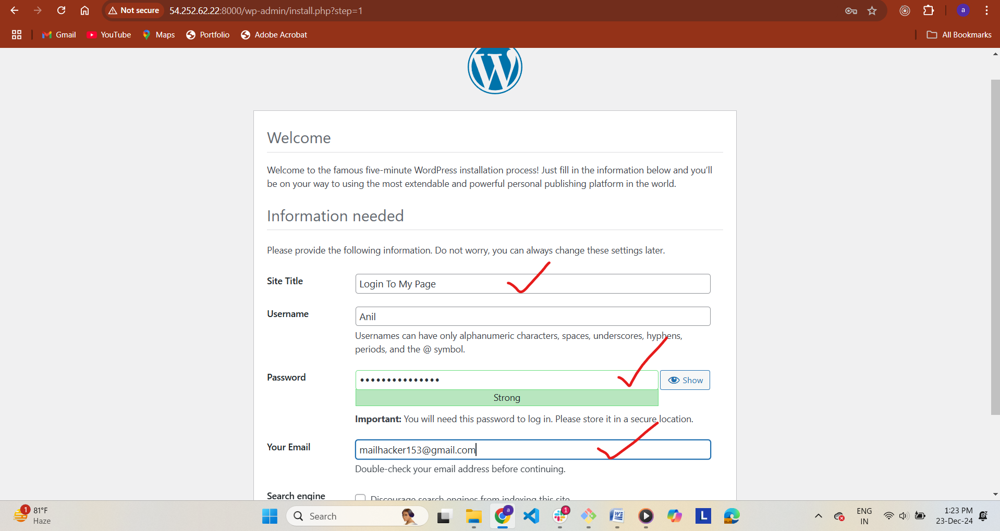 Not secure 54.252.62.22:8000/wp-admin/install.php?step=1 a
Gmail YouTube Maps Portfolio Adobe Acrobat All Bookmarks
W
Welcome
Welcome to the famous five-minute WordPress installation process! Just fill in the information below and you’ll
be on your way to using the most extendable and powerful personal publishing platform in the world.
Information needed
Please provide the following information. Do not worry, you can always change these settings later.
Site Title Login To My Page
Username Anil
Usernames can have only alphanumeric characters, spaces, underscores, hyphens,
periods, and the @ symbol.
Password ••••••••••••••• Show
Strong
Important: You will need this password to log in. Please store it in a secure location.
Your Email mailhacker153@gmail.com
Double-check your email address before continuing.
Search engine Discourage search engines from indexing this site
1 81°F
Haze
Search
a
1
W
L
ENG
IN
1:23 PM
23-Dec-24